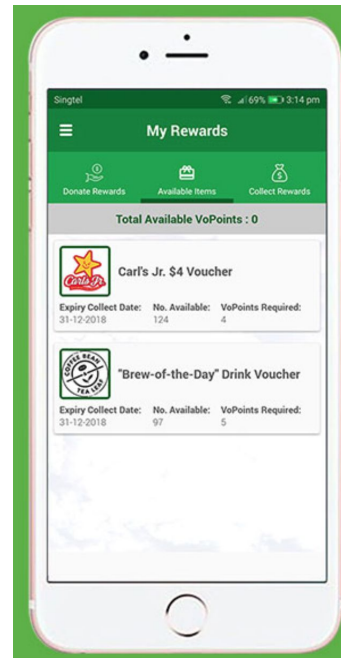 Singtel 69% 3:14 pm
My Rewards
Donate Rewards Available Items Collect Rewards
Total Available VoPoints : 0
Carl's Jr.
Carl's Jr. $4 Voucher
Expiry Collect Date: No. Available: VoPoints Required:
31-12-2018 124 4
COFFEE BEAN
TEA LEAF
"Brew-of-the-Day" Drink Voucher
Expiry Collect Date: No. Available: VoPoints Required:
31-12-2018 97 5